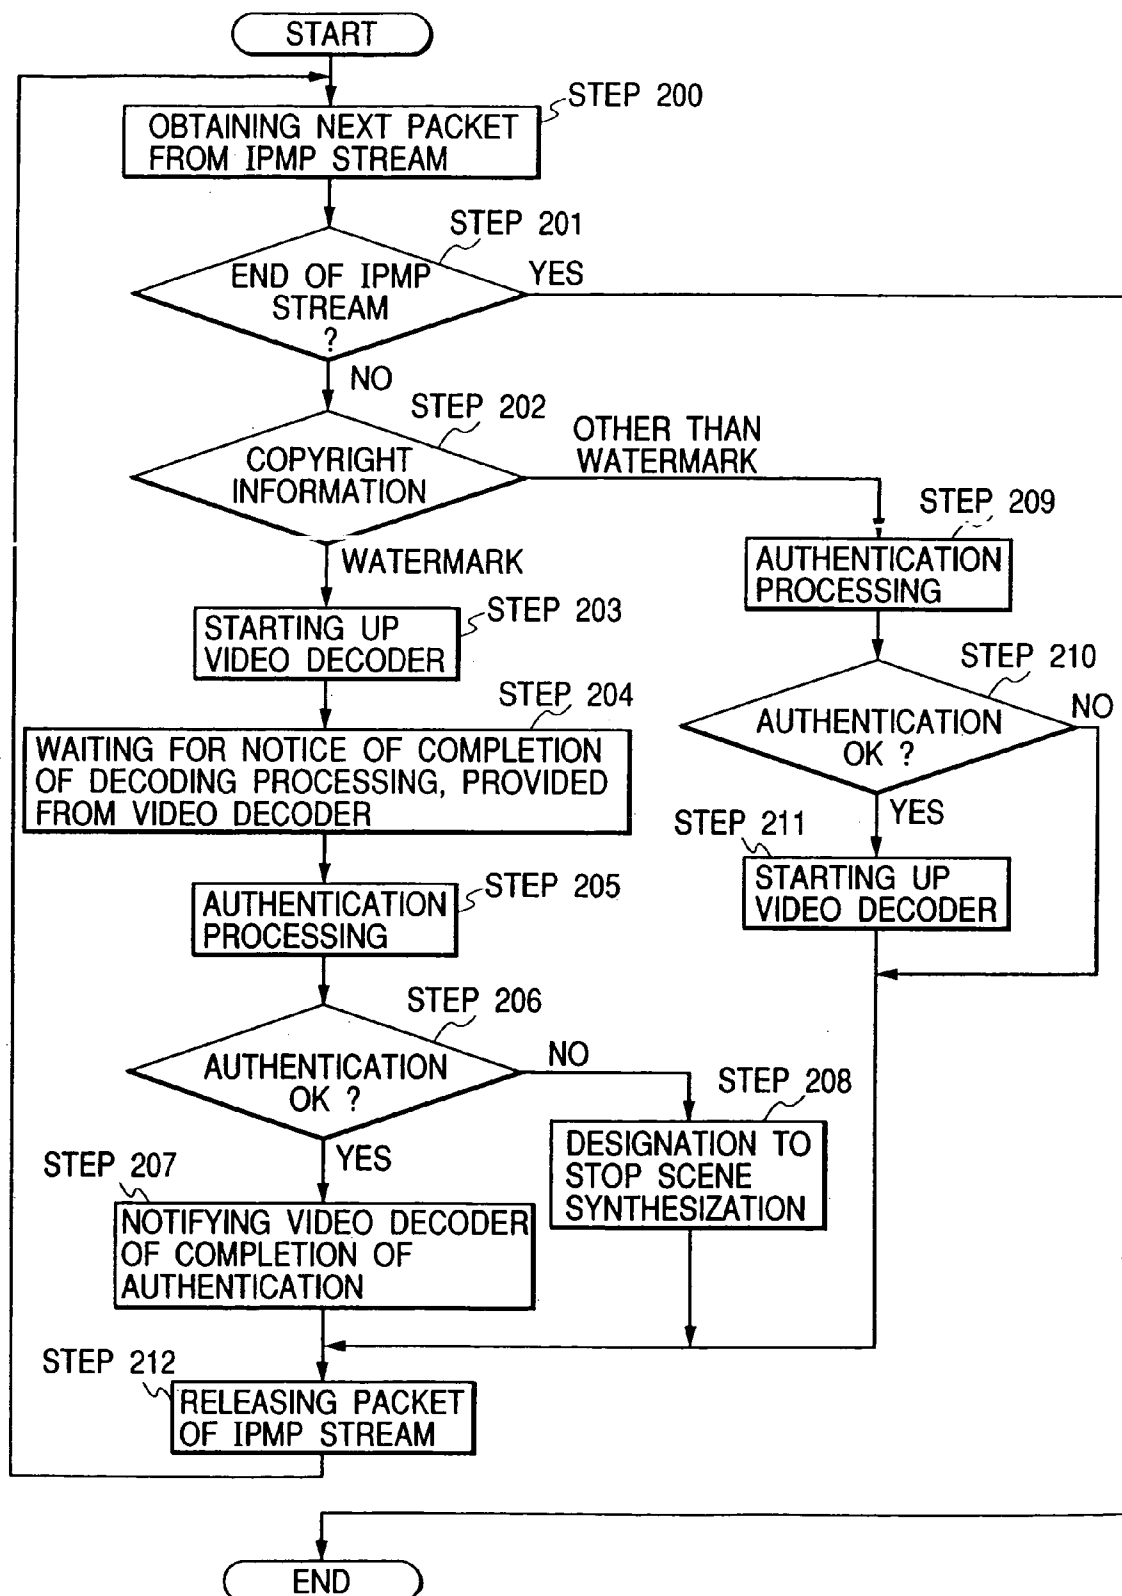 START
STEP 200
OBTAINING NEXT PACKET
FROM IPMP STREAM
STEP 201
END OF IPMP
STREAM
?
YES
NO
STEP 202
COPYRIGHT
INFORMATION
OTHER THAN
WATERMARK
WATERMARK
STEP 203
STARTING UP
VIDEO DECODER
STEP 204
WAITING FOR NOTICE OF COMPLETION
OF DECODING PROCESSING, PROVIDED
FROM VIDEO DECODER
STEP 205
AUTHENTICATION
PROCESSING
STEP 206
AUTHENTICATION
OK ?
NO
YES
STEP 207
NOTIFYING VIDEO DECODER
OF COMPLETION OF
AUTHENTICATION
STEP 208
DESIGNATION TO
STOP SCENE
SYNTHESIZATION
STEP 209
AUTHENTICATION
PROCESSING
STEP 210
AUTHENTICATION
OK ?
NO
YES
STEP 211
STARTING UP
VIDEO DECODER
STEP 212
RELEASING PACKET
OF IPMP STREAM
END